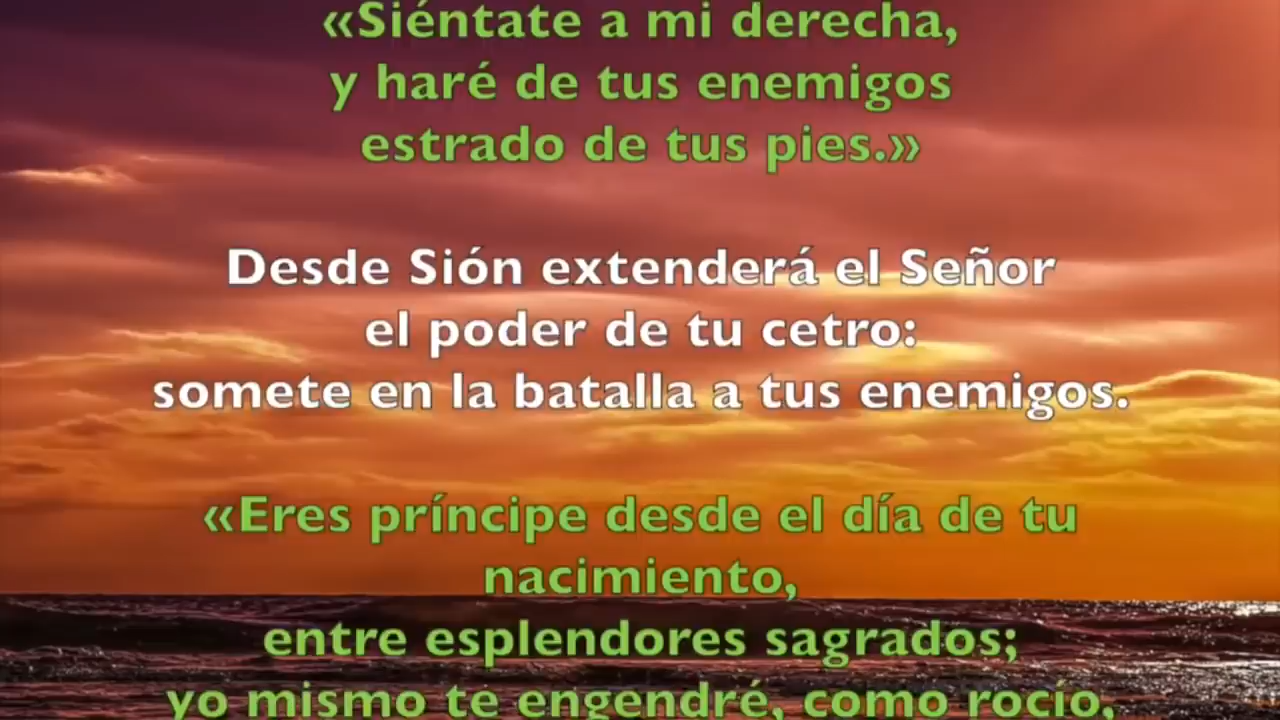 «Siéntate a mi derecha,
y haré de tus enemigos
estrado de tus pies.»
Desde Sión extenderá el Señor
el poder de tu cetro:
somete en la batalla a tus enemigos.
«Eres príncipe desde el día de tu
nacimiento,
entre esplendores sagrados;
yo mismo te engendré, como rocío,